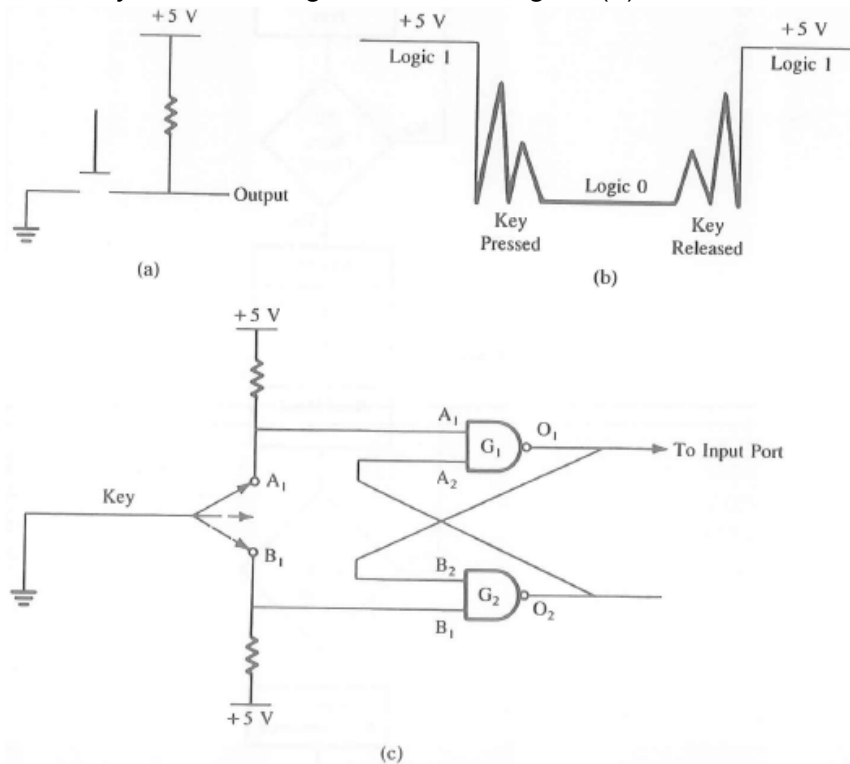 +5 V
Output
(a)
+5 V
Logic 1
+5 V
Logic 1
Logic 0
Key
Pressed
Key
Released
(b)
+5 V
Key
A₁
B₁
+5 V
A₁
A₂
G₁
O₁
To Input Port
B₂
B₁
G₂
O₂
(c)